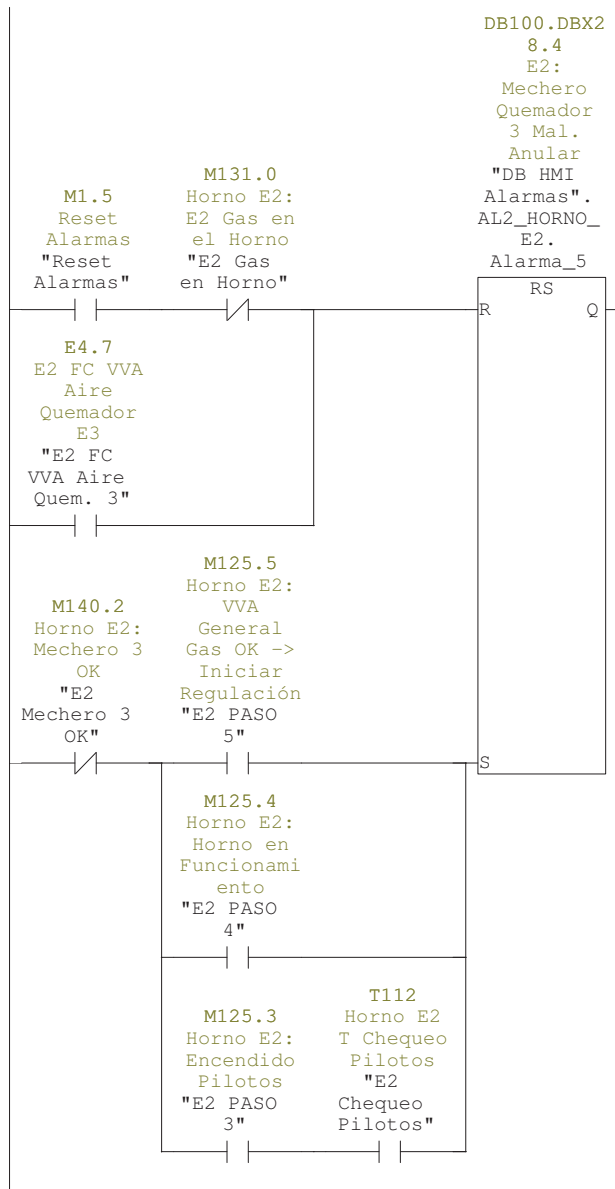 DB100.DBX2
8.4
E2:
Mechero
Quemador
3 Mal.
Anular
"DB HMI
Alarmas".
AL2_HORNO_
E2.
Alarma_5
M1.5
Reset
Alarmas
"Reset
Alarmas"
M131.0
Horno E2:
E2 Gas en
el Horno
"E2 Gas
en Horno"
RS
R
Q
E4.7
E2 FC VVA
Aire
Quemador
E3
"E2 FC
VVA Aire
Quem. 3"
M140.2
Horno E2:
Mechero 3
OK
"E2
Mechero 3
OK"
M125.5
Horno E2:
VVA
General
Gas OK ->
Iniciar
Regulación
"E2 PASO
5"
S
M125.4
Horno E2:
Horno en
Funcionami
ento
"E2 PASO
4"
M125.3
Horno E2:
Encendido
Pilotos
"E2 PASO
3"
T112
Horno E2
T Chequeo
Pilotos
"E2
Chequeo
Pilotos"